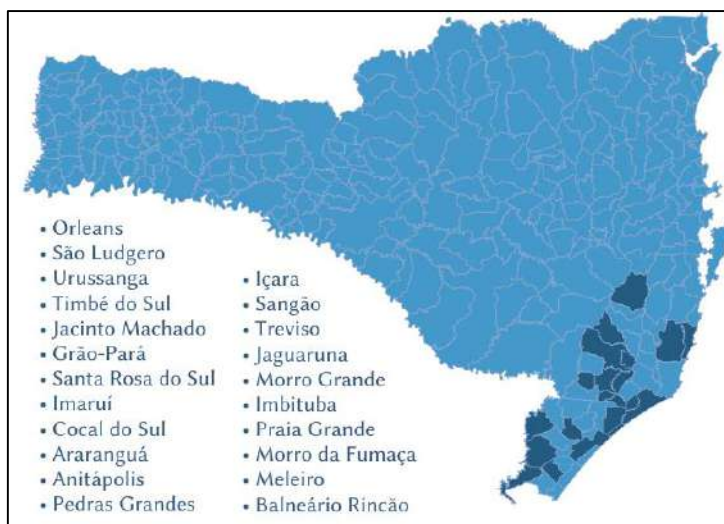 • Orleans
• São Ludgero
• Urussanga
• Timbé do Sul
• Jacinto Machado
• Grão-Pará
• Santa Rosa do Sul
• Imaruí
• Cocal do Sul
• Araranguá
• Anitápolis
• Pedras Grandes
• Içara
• Sangão
• Treviso
• Jaguaruna
• Morro Grande
• Imbituba
• Praia Grande
• Morro da Fumaça
• Meleiro
• Balneário Rincão